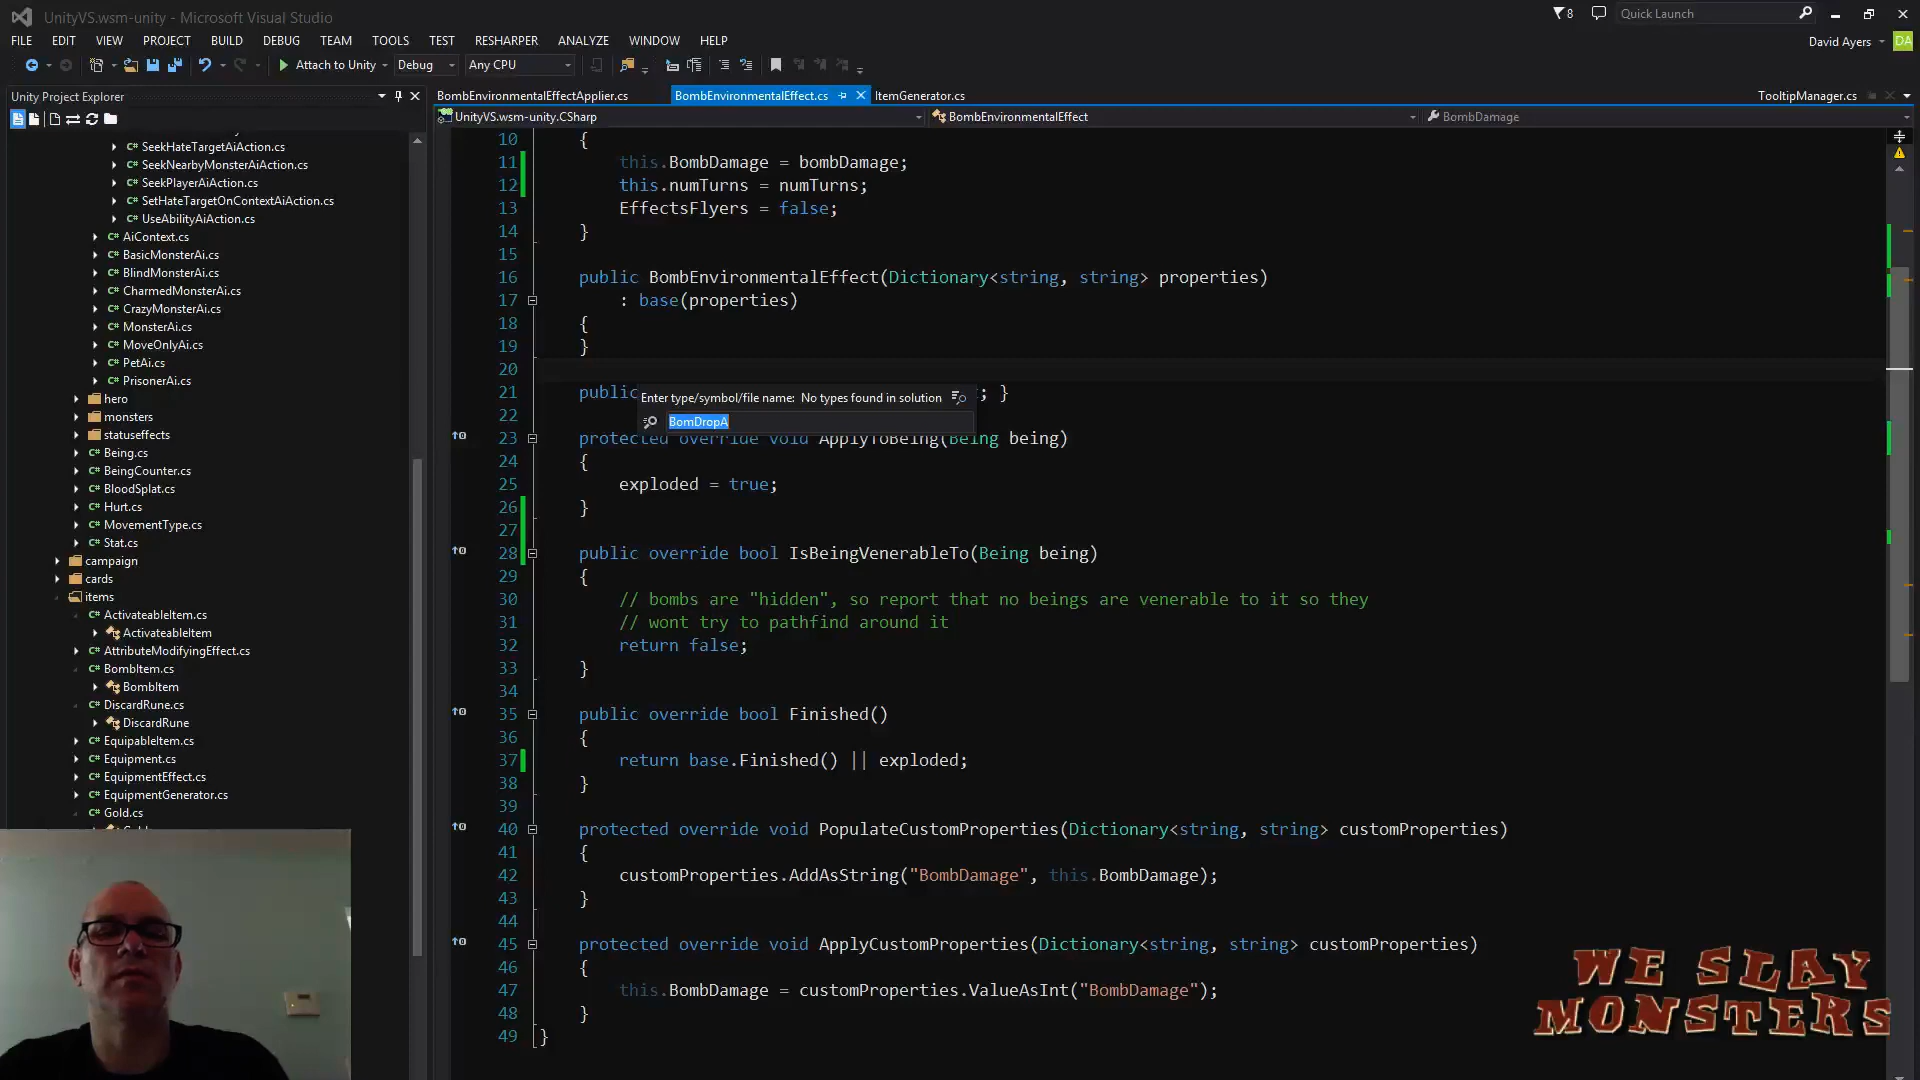 UnityVS.wsm-unity - Microsoft Visual Studio
8
Quick Launch
FILE EDIT VIEW PROJECT BUILD DEBUG TEAM TOOLS TEST RESHARPER ANALYZE WINDOW HELP
David Ayers
DA
Attach to Unity
Debug
Any CPU
Unity Project Explorer
SeekHateTargetAiAction.cs
SeekNearbyMonsterAiAction.cs
SeekPlayerAiAction.cs
SetHateTargetOnContextAiAction.cs
UseAbilityAiAction.cs
AiContext.cs
BasicMonsterAi.cs
BlindMonsterAi.cs
CharmedMonsterAi.cs
CrazyMonsterAi.cs
MonsterAi.cs
MoveOnlyAi.cs
PetAi.cs
PrisonerAi.cs
hero
monsters
statuseffects
Being.cs
BeingCounter.cs
BloodSplat.cs
Hurt.cs
MovementType.cs
Stat.cs
campaign
cards
items
ActivateableItem.cs
ActivateableItem
AttributeModifyingEffect.cs
BombItem.cs
BombItem
DiscardRune.cs
DiscardRune
EquipableItem.cs
Equipment.cs
EquipmentEffect.cs
EquipmentGenerator.cs
Gold.cs
BombEnvironmentalEffectApplier.cs
BombEnvironmentalEffect.cs
ItemGenerator.cs
TooltipManager.cs
UnityVS.wsm-unity.CSharp
BombEnvironmentalEffect
BombDamage
10 {
11 this.BombDamage = bombDamage;
12 this.numTurns = numTurns;
13 EffectsFlyers = false;
14 }
15
16 public BombEnvironmentalEffect(Dictionary<string, string> properties)
17 : base(properties)
18 {
19 }
20
21 public ; }
Enter type/symbol/file name: No types found in solution
BomDropA
22
23 protected override void ApplyToBeing(Being being)
24 {
25 exploded = true;
26 }
27
28 public override bool IsBeingVenerableTo(Being being)
29 {
30 // bombs are "hidden", so report that no beings are venerable to it so they
31 // wont try to pathfind around it
32 return false;
33 }
34
35 public override bool Finished()
36 {
37 return base.Finished() || exploded;
38 }
39
40 protected override void PopulateCustomProperties(Dictionary<string, string> customProperties)
41 {
42 customProperties.AddAsString("BombDamage", this.BombDamage);
43 }
44
45 protected override void ApplyCustomProperties(Dictionary<string, string> customProperties)
46 {
47 this.BombDamage = customProperties.ValueAsInt("BombDamage");
48 }
49 }
WE SLAY
MONSTERS